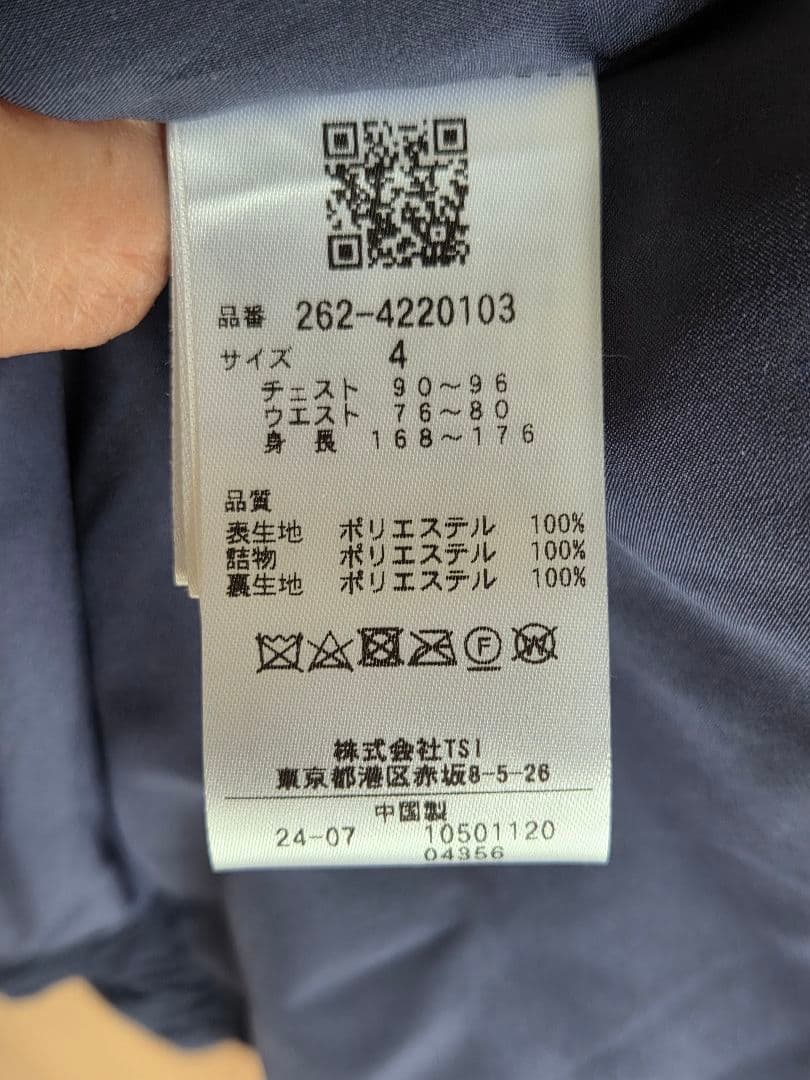 品番 262-4220103
サイズ 4
チェスト 90～96
ウエスト 76～80
身長 168～176
品質
表生地 ポリエステル 100%
詰物 ポリエステル 100%
裏生地 ポリエステル 100%
F W
株式会社TSI
東京都港区赤坂8-5-26
中国製
24-07 10501120
04356